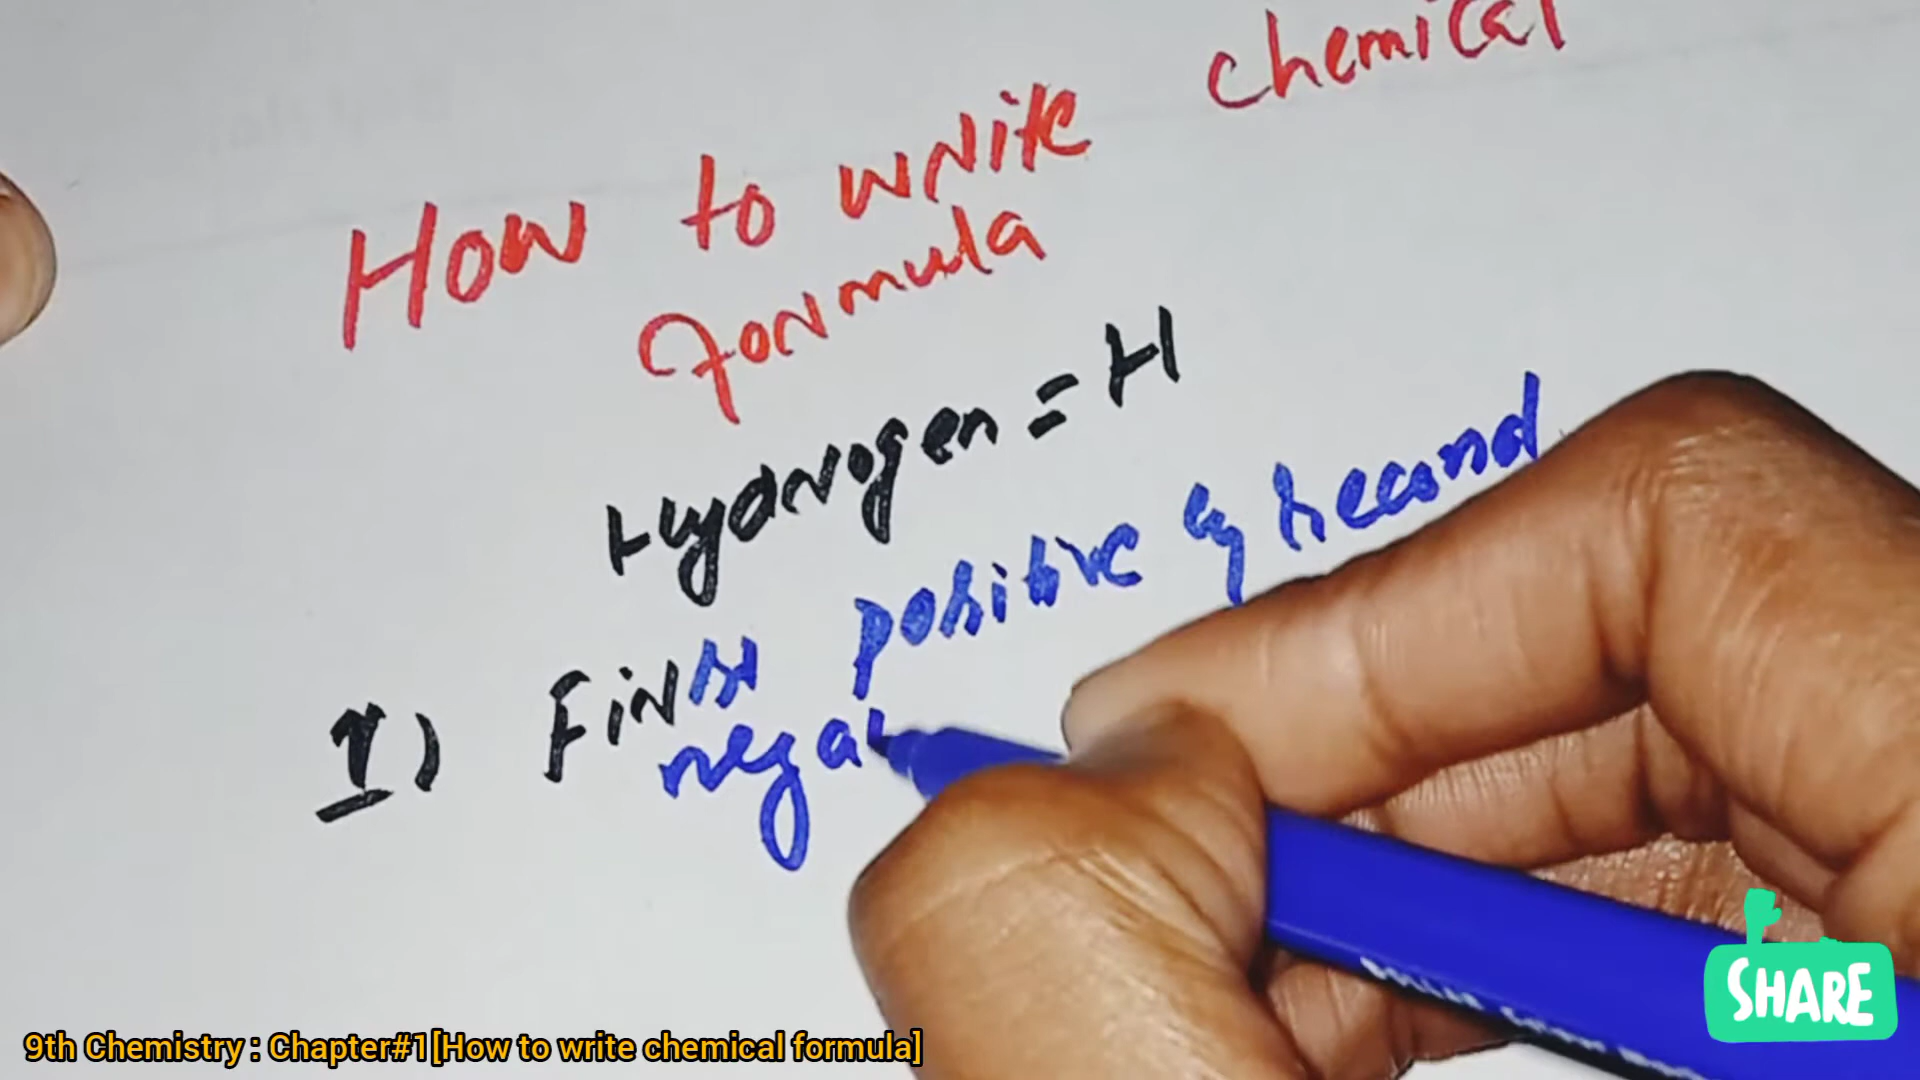 How to write chemical
formula
Hydrogen = H
I) First positive & second
nega
SHARE
9th Chemistry : Chapter#1[How to write chemical formula]